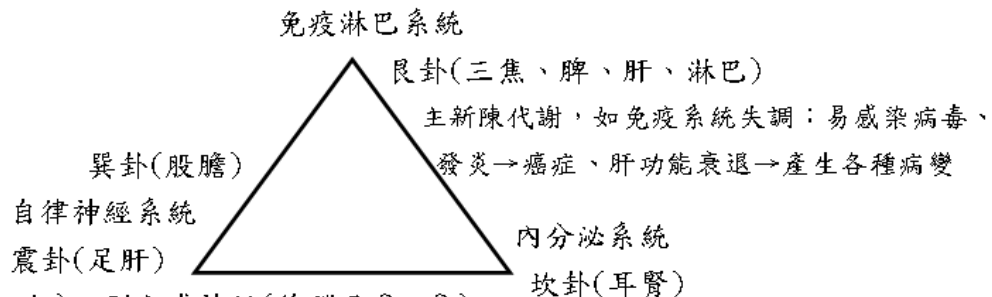 免疫淋巴系統
艮卦(三焦、脾、肝、淋巴)
主新陳代謝，如免疫系統失調：易感染病毒、
發炎→癌症、肝功能衰退→產生各種病變
巽卦(股膽)
自律神經系統
震卦(足肝)
內分泌系統
坎卦(耳腎)